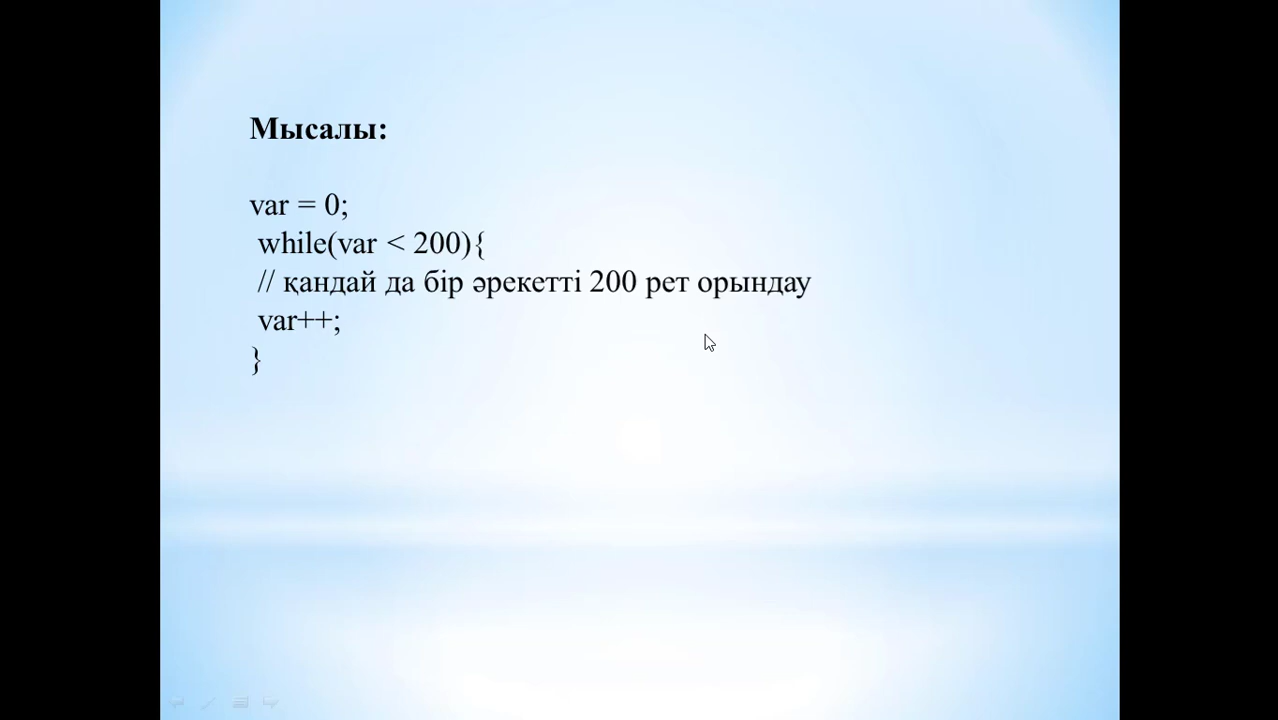 Мысалы:
var = 0;
while(var < 200){
// қандай да бір әрекетті 200 рет орындау
var++;
}